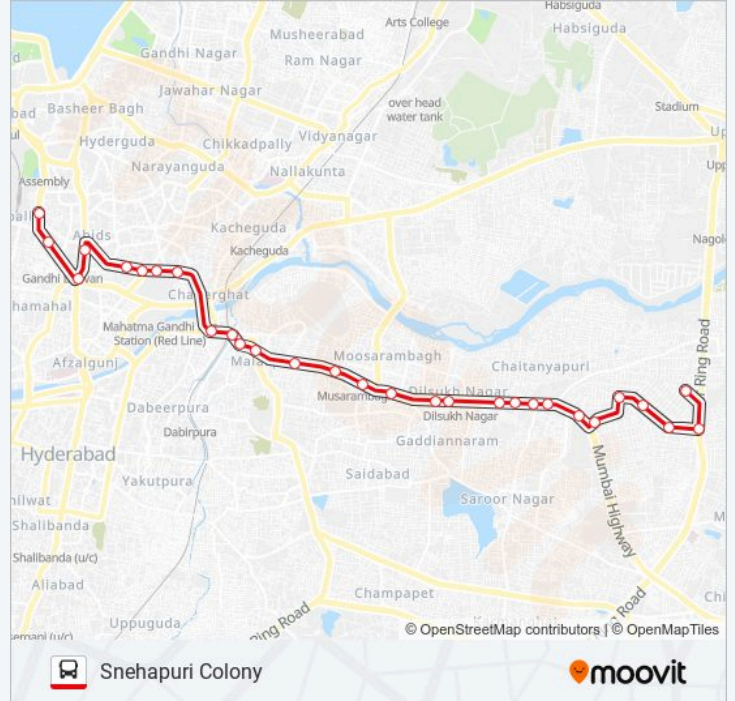 Habsiguda
Arts College
Musheerabad
Habsiguda
Gandhi Nagar
Ram Nagar
Jawahar Nagar
over head
water tank
Stadium
Basheer Bagh
Vidyanagar
Hyderguda
Chikkadpally
Narayanguda
Nallakunta
Assembly
Kacheguda
Abids
Kacheguda
Nagol
Gandhi
Chaderghat
hamahal
Mahatma Gandhi
Station (Red Line)
Ring Road
Mala
Moosarambagh
Chaitanyapuri
Afzalgunj
Dilsukh Nagar
Dabeerpura
Dilsukh Nagar
Dabirpura
Gaddiannaram
Hyderabad
Saidabad
Yakutpura
Mumbai Highway
Saroor Nagar
Shalibanda
Shalibanda (u/c)
Aliabad
Champapet
Uppuguda
Ring Road
Road
© OpenStreetMap contributors | © OpenMapTiles
Snehapuri Colony
moovit